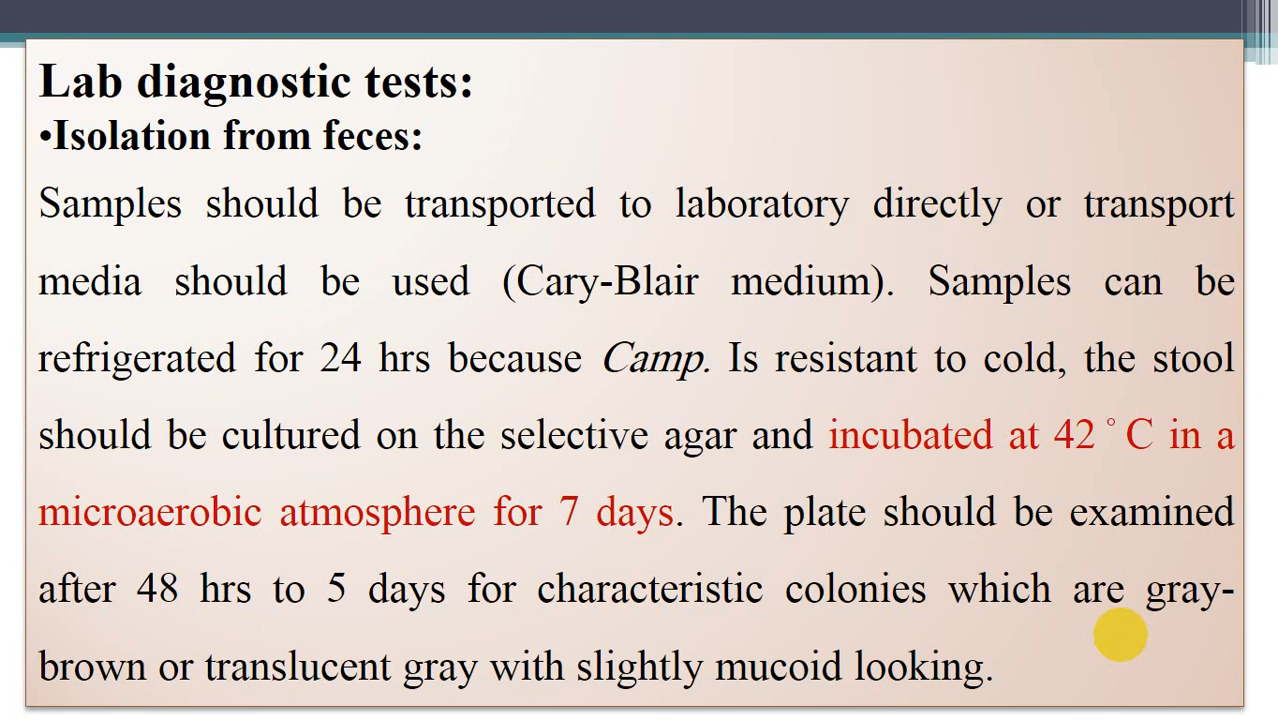 Lab diagnostic tests:
•Isolation from feces:
Samples should be transported to laboratory directly or transport
media should be used (Cary-Blair medium). Samples can be
refrigerated for 24 hrs because Camp. Is resistant to cold, the stool
should be cultured on the selective agar and incubated at 42°C in a
microaerobic atmosphere for 7 days. The plate should be examined
after 48 hrs to 5 days for characteristic colonies which are gray-
brown or translucent gray with slightly mucoid looking.